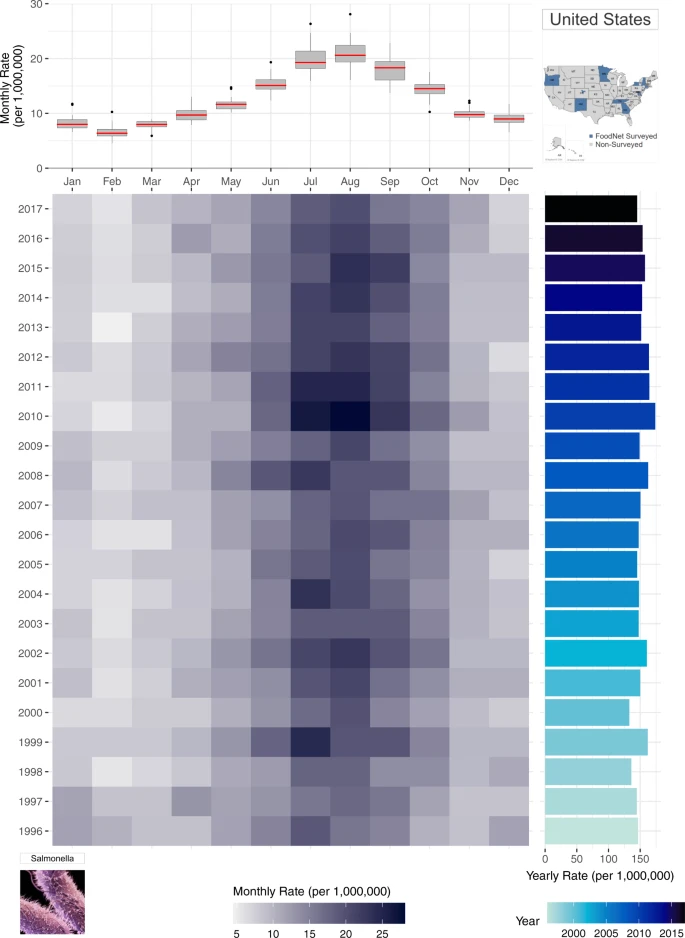 United States
Monthly Rate
(per 1,000,000)
30
20
10
0
FoodNet Surveyed
Non-Surveyed
Jan Feb Mar Apr May Jun Jul Aug Sep Oct Nov Dec
2017
2016
2015
2014
2013
2012
2011
2010
2009
2008
2007
2006
2005
2004
2003
2002
2001
2000
1999
1998
1997
1996
0 50 100 150
Yearly Rate (per 1,000,000)
Salmonella
Monthly Rate (per 1,000,000)
5 10 15 20 25
Year
2000 2005 2010 2015